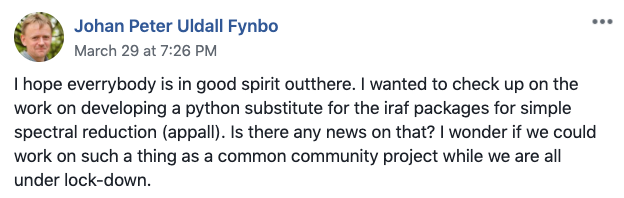 Johan Peter Uldall Fynbo
March 29 at 7:26 PM
I hope everrybody is in good spirit outthere. I wanted to check up on the
work on developing a python substitute for the iraf packages for simple
spectral reduction (appall). Is there any news on that? I wonder if we could
work on such a thing as a common community project while we are all
under lock-down.